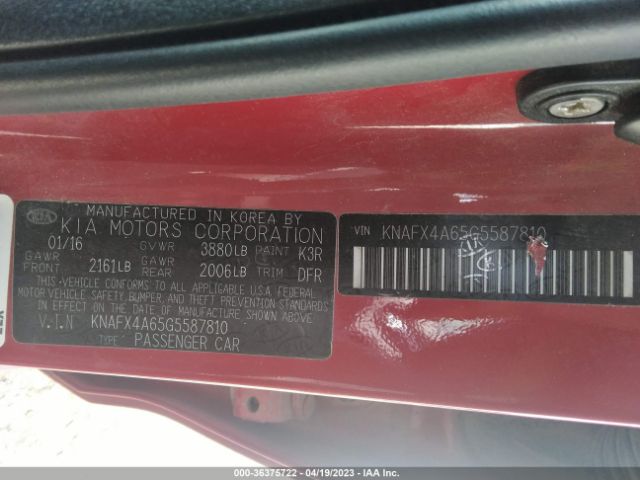 KIA
MANUFACTURED IN KOREA BY
KIA MOTORS CORPORATION
01/16 GVWR 3880LB PAINT K3R
GAWR FRONT 2161LB GAWR REAR 2006LB TRIM DFR
THIS VEHICLE CONFORMS TO ALL APPLICABLE U.S.A. FEDERAL
MOTOR VEHICLE SAFETY, BUMPER, AND THEFT PREVENTION STANDARDS
IN EFFECT ON THE DATE OF MANUFACTURE SHOWN ABOVE.
V.I.N KNAFX4A65G5587810
TYPE: PASSENGER CAR
VIN KNAFX4A65G5587810
© 36375722 - 04/19/2023 - IAA Inc.